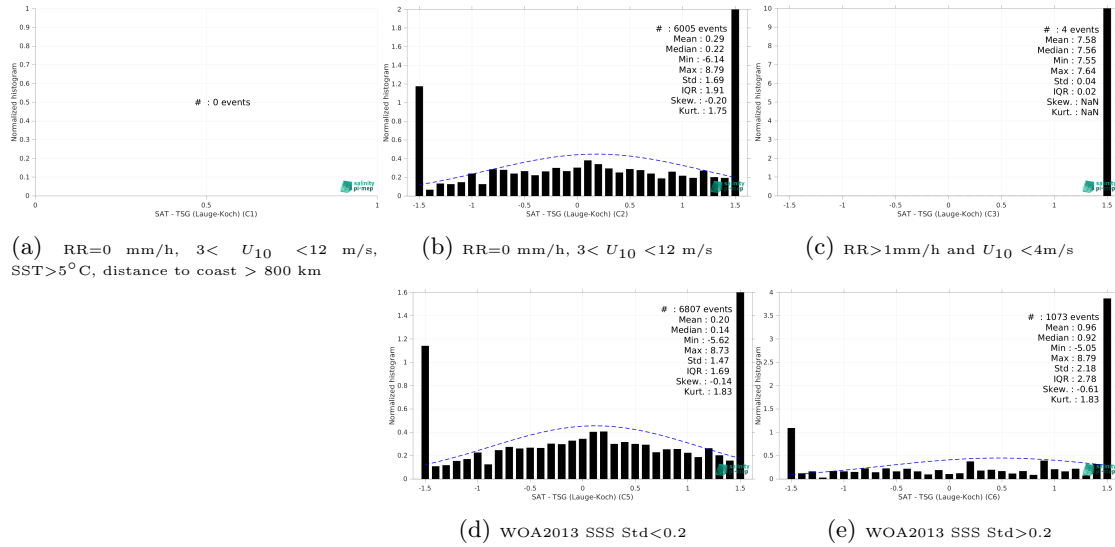 1
0.9
0.8
0.7
0.6
0.5
0.4
0.3
0.2
0.1
0
Normalized histogram
# : 0 events
salinity
pi-mep
0 0.5 1
SAT - TSG (Lauge-Koch) (C1)
(a) RR=0 mm/h, 3< U10 <12 m/s,
SST>5°C, distance to coast > 800 km
2
1.8
1.6
1.4
1.2
1
0.8
0.6
0.4
0.2
0
Normalized histogram
# : 6005 events
Mean : 0.29
Median : 0.22
Min : -6.14
Max : 8.79
Std : 1.69
IQR : 1.91
Skew. : -0.20
Kurt. : 1.75
salinity
pi-mep
-1.5 -1 -0.5 0 0.5 1 1.5
SAT - TSG (Lauge-Koch) (C2)
(b) RR=0 mm/h, 3< U10 <12 m/s
10
9
8
7
6
5
4
3
2
1
0
Normalized histogram
# : 4 events
Mean : 7.58
Median : 7.56
Min : 7.55
Max : 7.64
Std : 0.04
IQR : 0.02
Skew. : NaN
Kurt. : NaN
salinity
pi-mep
-1.5 -1 -0.5 0 0.5 1 1.5
SAT - TSG (Lauge-Koch) (C3)
(c) RR>1mm/h and U10 <4m/s
1.6
1.4
1.2
1
0.8
0.6
0.4
0.2
0
Normalized histogram
# : 6807 events
Mean : 0.20
Median : 0.14
Min : -5.62
Max : 8.73
Std : 1.47
IQR : 1.69
Skew. : -0.14
Kurt. : 1.83
salinity
pi-mep
-1.5 -1 -0.5 0 0.5 1 1.5
SAT - TSG (Lauge-Koch) (C5)
(d) WOA2013 SSS Std<0.2
4
3.5
3
2.5
2
1.5
1
0.5
0
Normalized histogram
# : 1073 events
Mean : 0.96
Median : 0.92
Min : -5.05
Max : 8.79
Std : 2.18
IQR : 2.78
Skew. : -0.61
Kurt. : 1.83
salinity
pi-mep
-1.5 -1 -0.5 0 0.5 1 1.5
SAT - TSG (Lauge-Koch) (C6)
(e) WOA2013 SSS Std>0.2